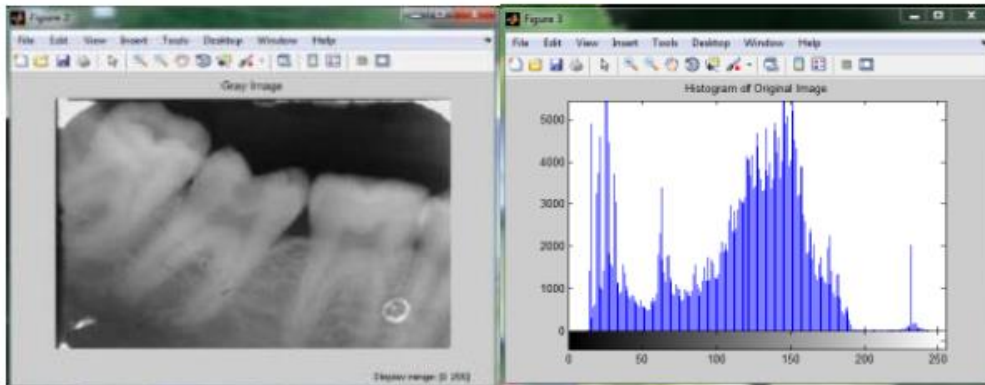 Figure 2
File Edit View Insert Tools Desktop Window Help
Gray Image
Display range: [0 255]
Figure 3
File Edit View Insert Tools Desktop Window Help
Histogram of Original Image
5000
4000
3000
2000
1000
0
0 50 100 150 200 250